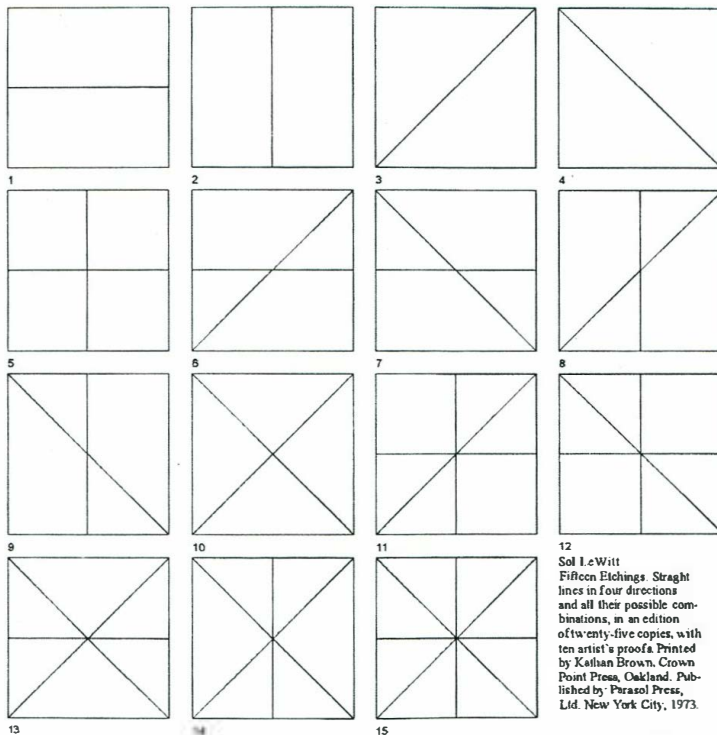 1
2
3
4
5
6
7
8
9
10
11
12
Sol LeWitt
Fifteen Etchings. Straght
lines in four directions
and all their possible com-
binations, in an edition
of twenty-five copies, with
ten artist's proofs. Printed
by Kathan Brown. Crown
Point Press, Oakland. Pub-
lished by Parasol Press,
Ltd. New York City, 1973.
13
15